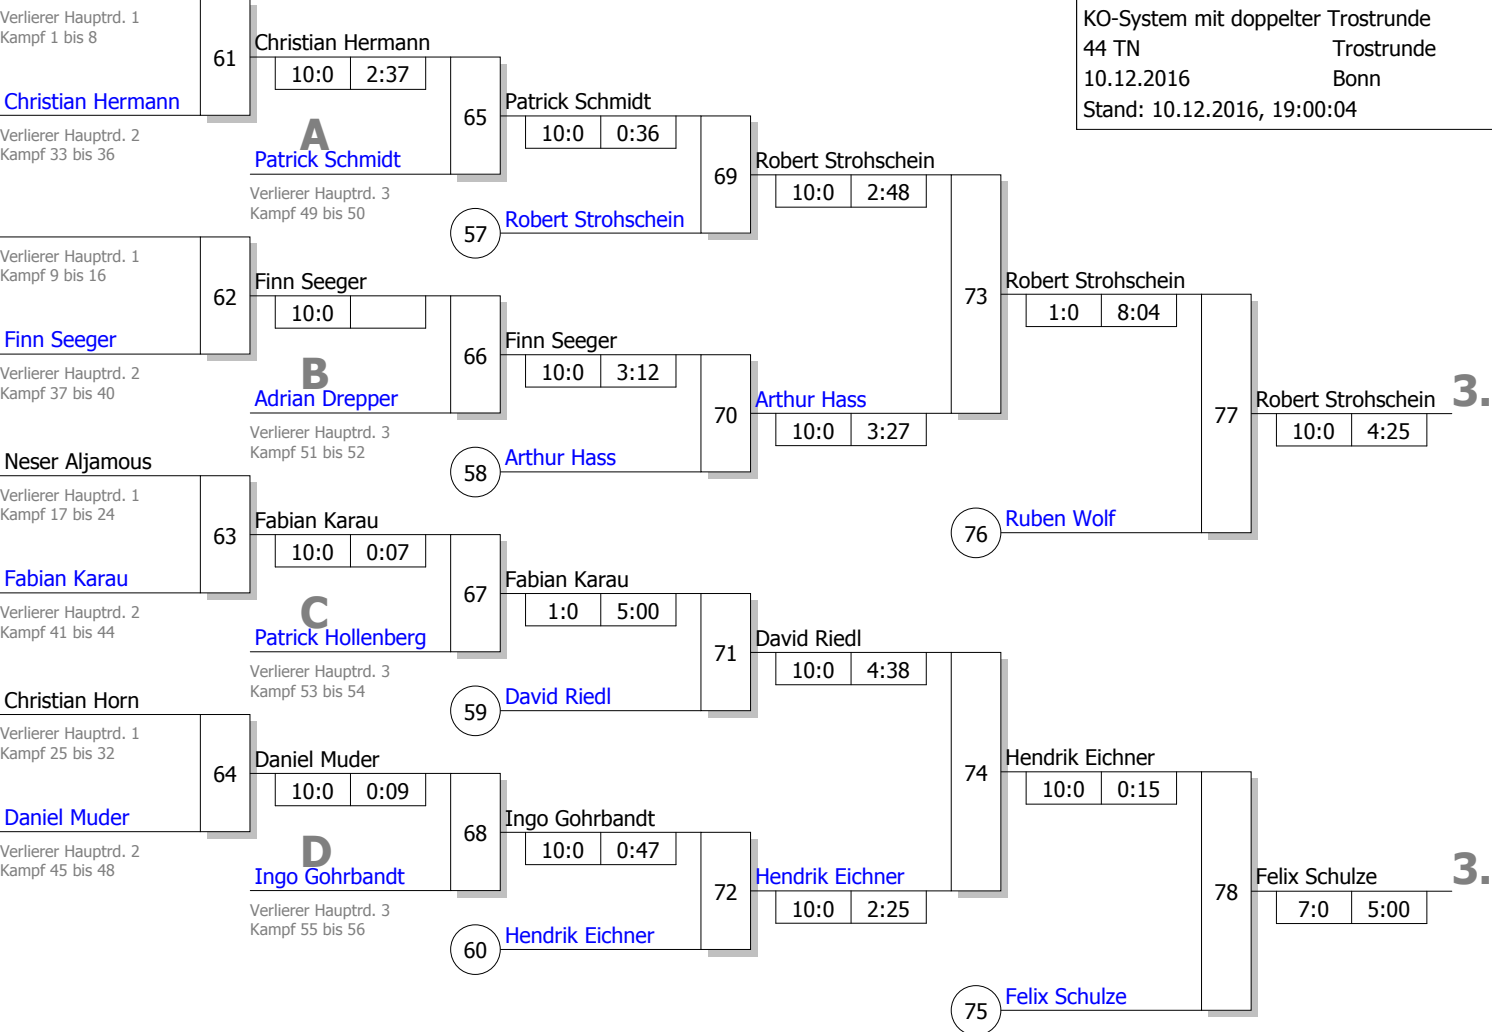 KO-System mit doppelter Trostrunde
44 TN Trostrunde
10.12.2016 Bonn
Stand: 10.12.2016, 19:00:04
Verlierer Hauptrd. 1
Kampf 1 bis 8
61
Christian Hermann
10:0 2:37
Christian Hermann
Verlierer Hauptrd. 2
Kampf 33 bis 36
A
Patrick Schmidt
Verlierer Hauptrd. 3
Kampf 49 bis 50
65
Patrick Schmidt
10:0 0:36
57
Robert Strohschein
69
Robert Strohschein
10:0 2:48
Verlierer Hauptrd. 1
Kampf 9 bis 16
62
Finn Seeger
10:0
Finn Seeger
Verlierer Hauptrd. 2
Kampf 37 bis 40
B
Adrian Drepper
Verlierer Hauptrd. 3
Kampf 51 bis 52
66
Finn Seeger
10:0 3:12
58
Arthur Hass
70
Arthur Hass
10:0 3:27
73
Robert Strohschein
1:0 8:04
76
Ruben Wolf
77
Robert Strohschein
10:0 4:25
3.
Neser Aljamous
Verlierer Hauptrd. 1
Kampf 17 bis 24
63
Fabian Karau
10:0 0:07
Fabian Karau
Verlierer Hauptrd. 2
Kampf 41 bis 44
C
Patrick Hollenberg
Verlierer Hauptrd. 3
Kampf 53 bis 54
67
Fabian Karau
1:0 5:00
59
David Riedl
71
David Riedl
10:0 4:38
Christian Horn
Verlierer Hauptrd. 1
Kampf 25 bis 32
64
Daniel Muder
10:0 0:09
Daniel Muder
Verlierer Hauptrd. 2
Kampf 45 bis 48
D
Ingo Gohrbandt
Verlierer Hauptrd. 3
Kampf 55 bis 56
68
Ingo Gohrbandt
10:0 0:47
60
Hendrik Eichner
72
Hendrik Eichner
10:0 2:25
74
Hendrik Eichner
10:0 0:15
75
Felix Schulze
78
Felix Schulze
7:0 5:00
3.